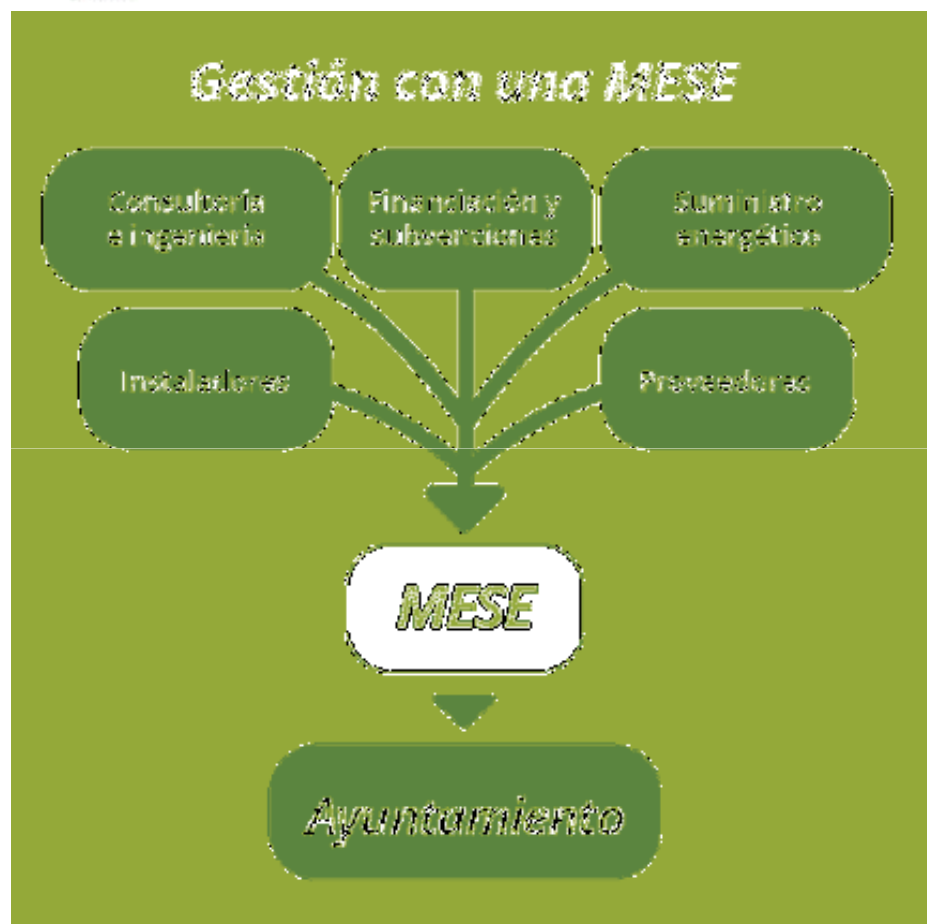 Gestión con una MESE
Consultoría
e ingeniería
Financiación y
subvenciones
Suministro
energético
Instaladores
Proveedores
MESE
Ayuntamiento